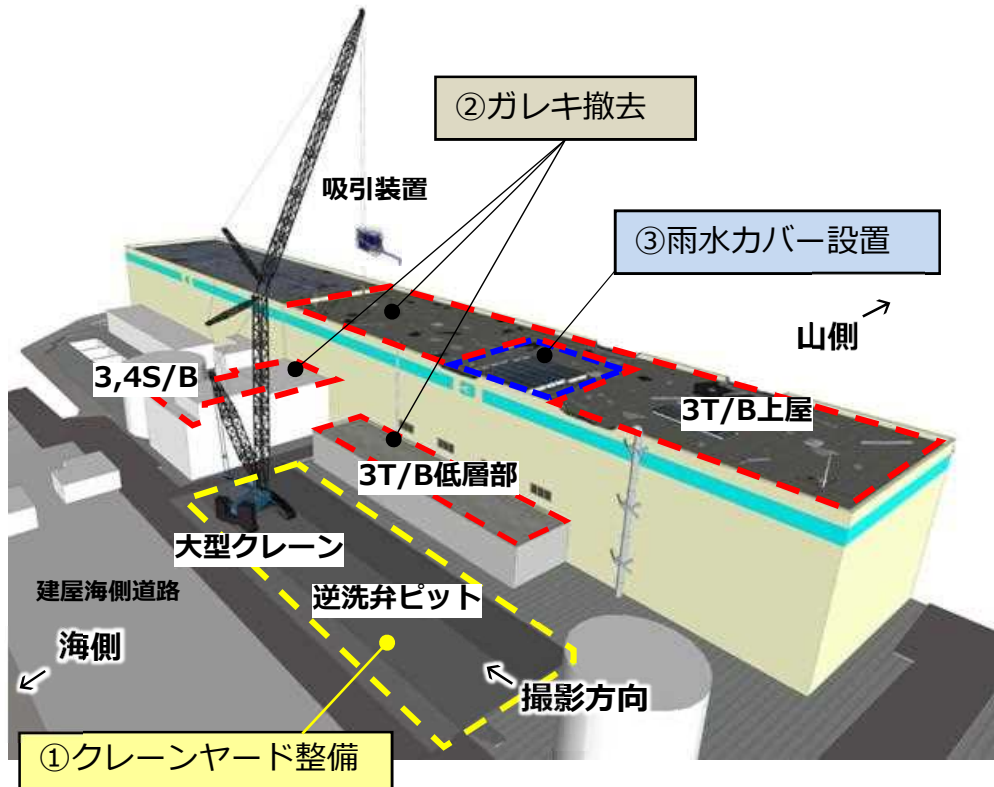 ②ガレキ撤去
吸引装置
③雨水カバー設置
山側
3,4S/B
3
3T/B上屋
3T/B低層部
大型クレーン
逆洗弁ピット
建屋海側道路
海側
撮影方向
①クレーンヤード整備